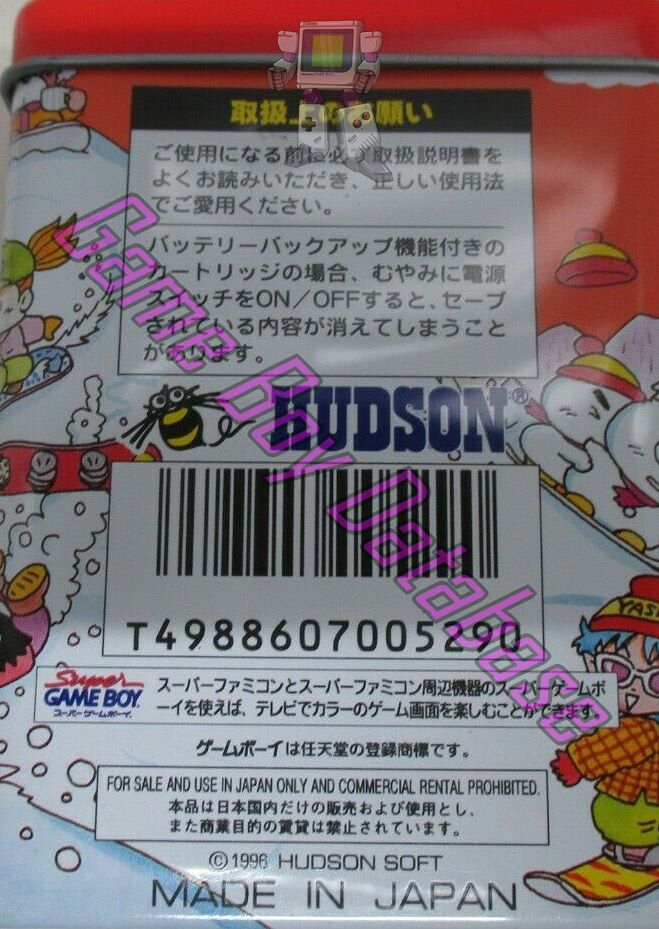 取扱上のお願い
ご使用になる前に必ず取扱説明書を
よくお読みいただき、正しい使用法
でご愛用ください。
バッテリーバックアップ機能付きの
カートリッジの場合、むやみに電源
スイッチをON/OFFすると、セーブ
されている内容が消えてしまうこと
があります。
HUDSON®
T4988607005290
Super
GAME BOY
スーパーゲームボーイ
スーパーファミコンとスーパーファミコン周辺機器のスーパーゲームボ
ーイを使えば、テレビでカラーのゲーム画面を楽しむことができます。
ゲームボーイは任天堂の登録商標です。
FOR SALE AND USE IN JAPAN ONLY AND COMMERCIAL RENTAL PROHIBITED.
本品は日本国内だけの販売および使用とし、
また商業目的の賃貸は禁止されています。
©1996 HUDSON SOFT
MADE IN JAPAN
YAS
Game Boy Database